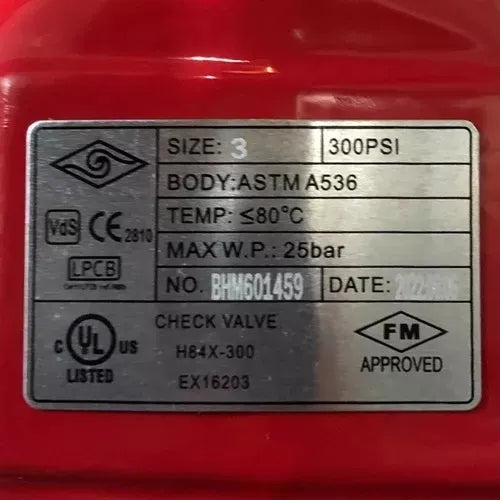 SIZE: 3 300PSI
BODY:ASTM A536
TEMP: ≤80℃
MAX W.P.: 25bar
NO. BHM601459 DATE:
VdS CE 2810
LPCB
C UL US
LISTED
CHECK VALVE
H84X-300
EX16203
FM
APPROVED